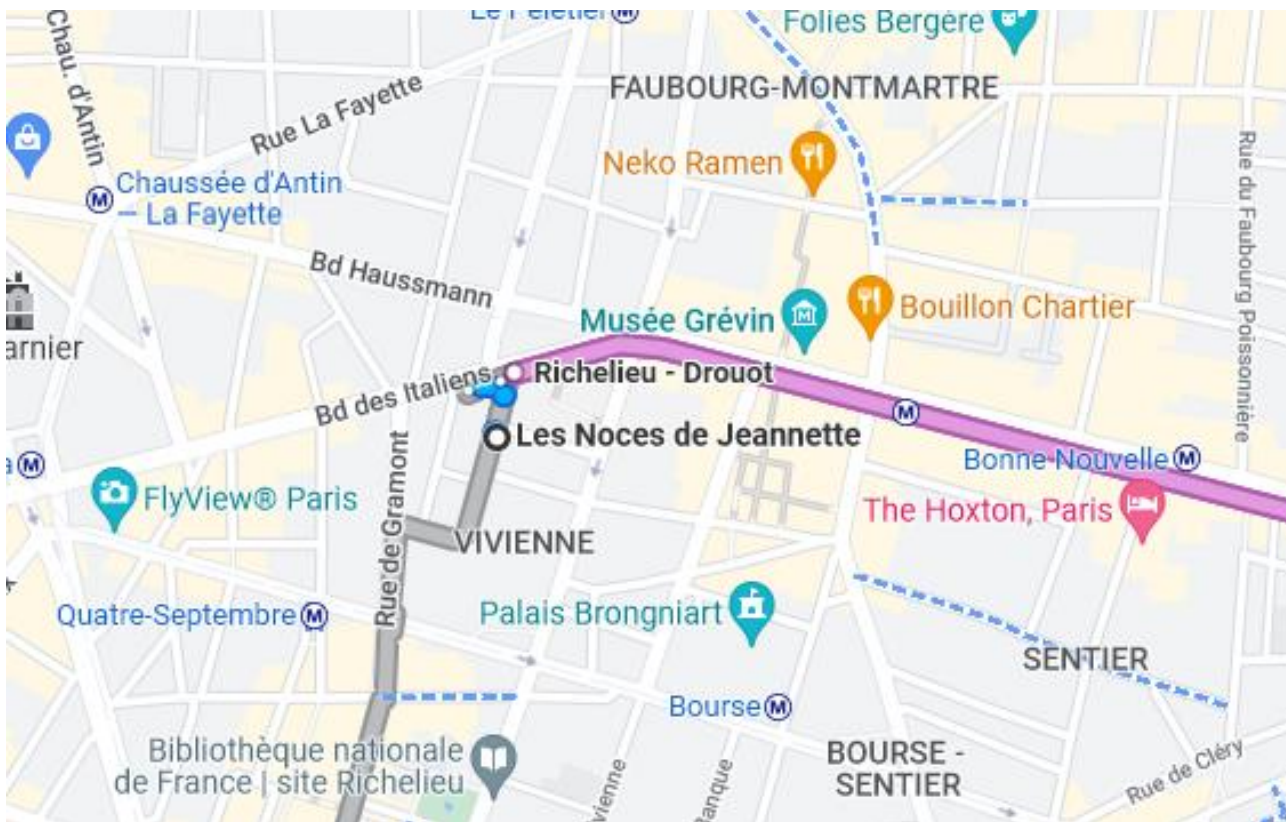 Le Peletier M
Folies Bergère
Chau. d'Antin
FAUBOURG-MONTMARTRE
Rue La Fayette
Neko Ramen
Rue du Faubourg Poissonnière
M Chaussée d'Antin
– La Fayette
Bd Haussmann
Musée Grévin M
Bouillon Chartier
arnier
Richelieu - Drouot
Bd des Italiens
M
Les Noces de Jeannette
Bonne Nouvelle M
a M
FlyView® Paris
Rue de Gramont
The Hoxton, Paris
VIVIENNE
Quatre-Septembre M
Palais Brongniart
SENTIER
Bourse M
Bibliothèque nationale
de France | site Richelieu
BOURSE -
SENTIER
vienne
Banque
Rue de Cléry